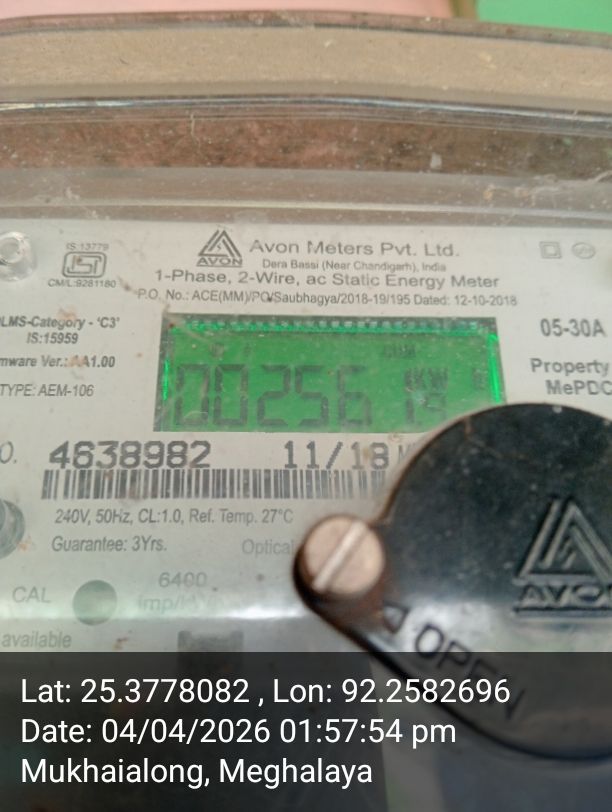 IS:13779
CM/L:9281180
AVON
Avon Meters Pvt. Ltd.
Dera Bassi (Near Chandigarh), India
1-Phase, 2-Wire, ac Static Energy Meter
P.O. No.: ACE(MM)/PO/Saubhagya/2018-19/195 Dated: 12-10-2018
LMS-Category - 'C3'
IS:15959
mware Ver.: AA1.00
TYPE: AEM-106
05-30A
Property
MePDC
00256
O. 4638982 11/18
240V, 50Hz, CL:1.0, Ref. Temp. 27°C
Guarantee: 3Yrs.
Optical
CAL
6400
imp/k
available
AVON
OPEN
Lat: 25.3778082 , Lon: 92.2582696
Date: 04/04/2026 01:57:54 pm
Mukhaialong, Meghalaya